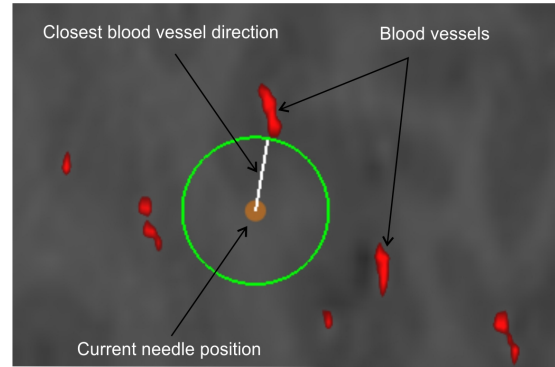 Closest blood vessel direction
Blood vessels
Current needle position